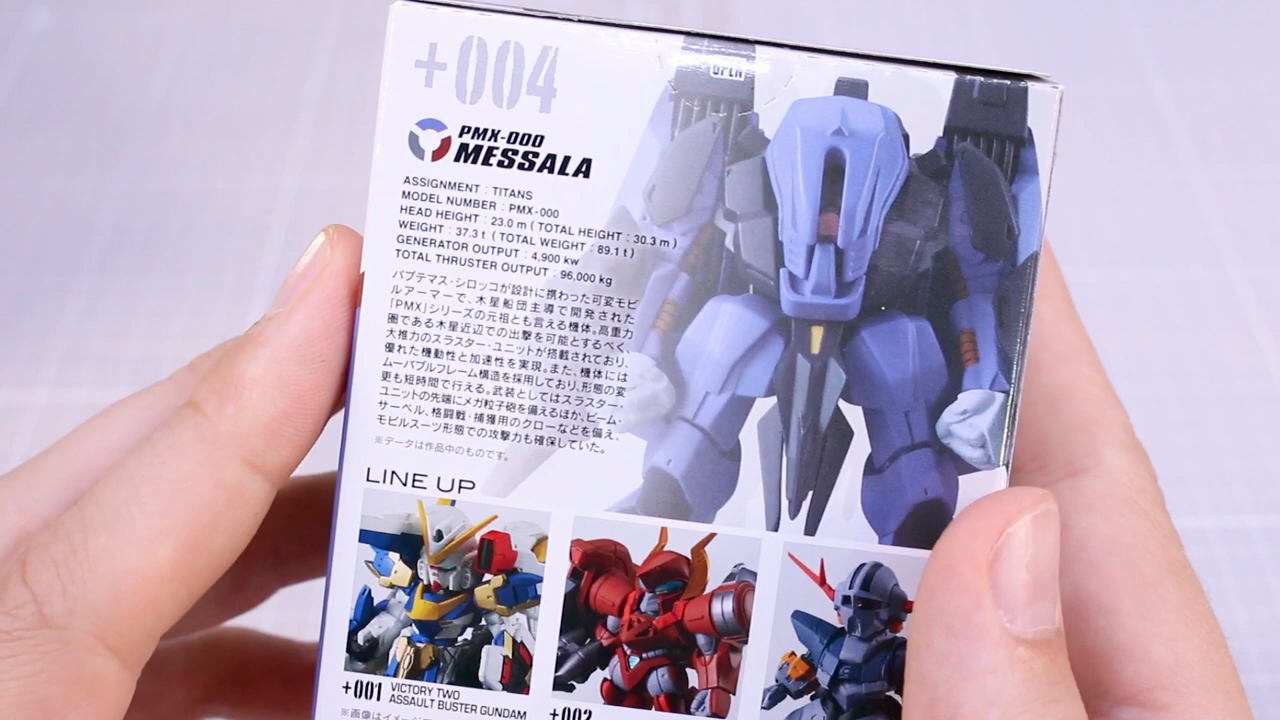 +004
OPEN
PMX-000
MESSALA
ASSIGNMENT : TITANS
MODEL NUMBER : PMX-000
HEAD HEIGHT : 23.0 m ( TOTAL HEIGHT : 30.3 m )
WEIGHT : 37.3 t ( TOTAL WEIGHT : 89.1 t )
GENERATOR OUTPUT : 4,900 kw
TOTAL THRUSTER OUTPUT : 96,000 kg
パプテマス・シロッコが設計に携わった可変モビ
ルアーマーで、木星船団主導で開発された
「PMX」シリーズの元祖とも言える機体。高重力
圏である木星近辺での出撃を可能とするべく、
大推力のスラスター・ユニットが搭載されており、
優れた機動性と加速性を実現。また、機体には
ムーバブルフレーム構造を採用しており、形態の変
更も短時間で行える。武装としてはスラスター・
ユニットの先端にメガ粒子砲を備えるほか、ビーム・
サーベル、格闘戦・捕獲用のクローなどを備え、
モビルスーツ形態での攻撃力も確保していた。
※データは作品中のものです。
LINE UP
+001 VICTORY TWO
ASSAULT BUSTER GUNDAM
+002
※画像はイメージ